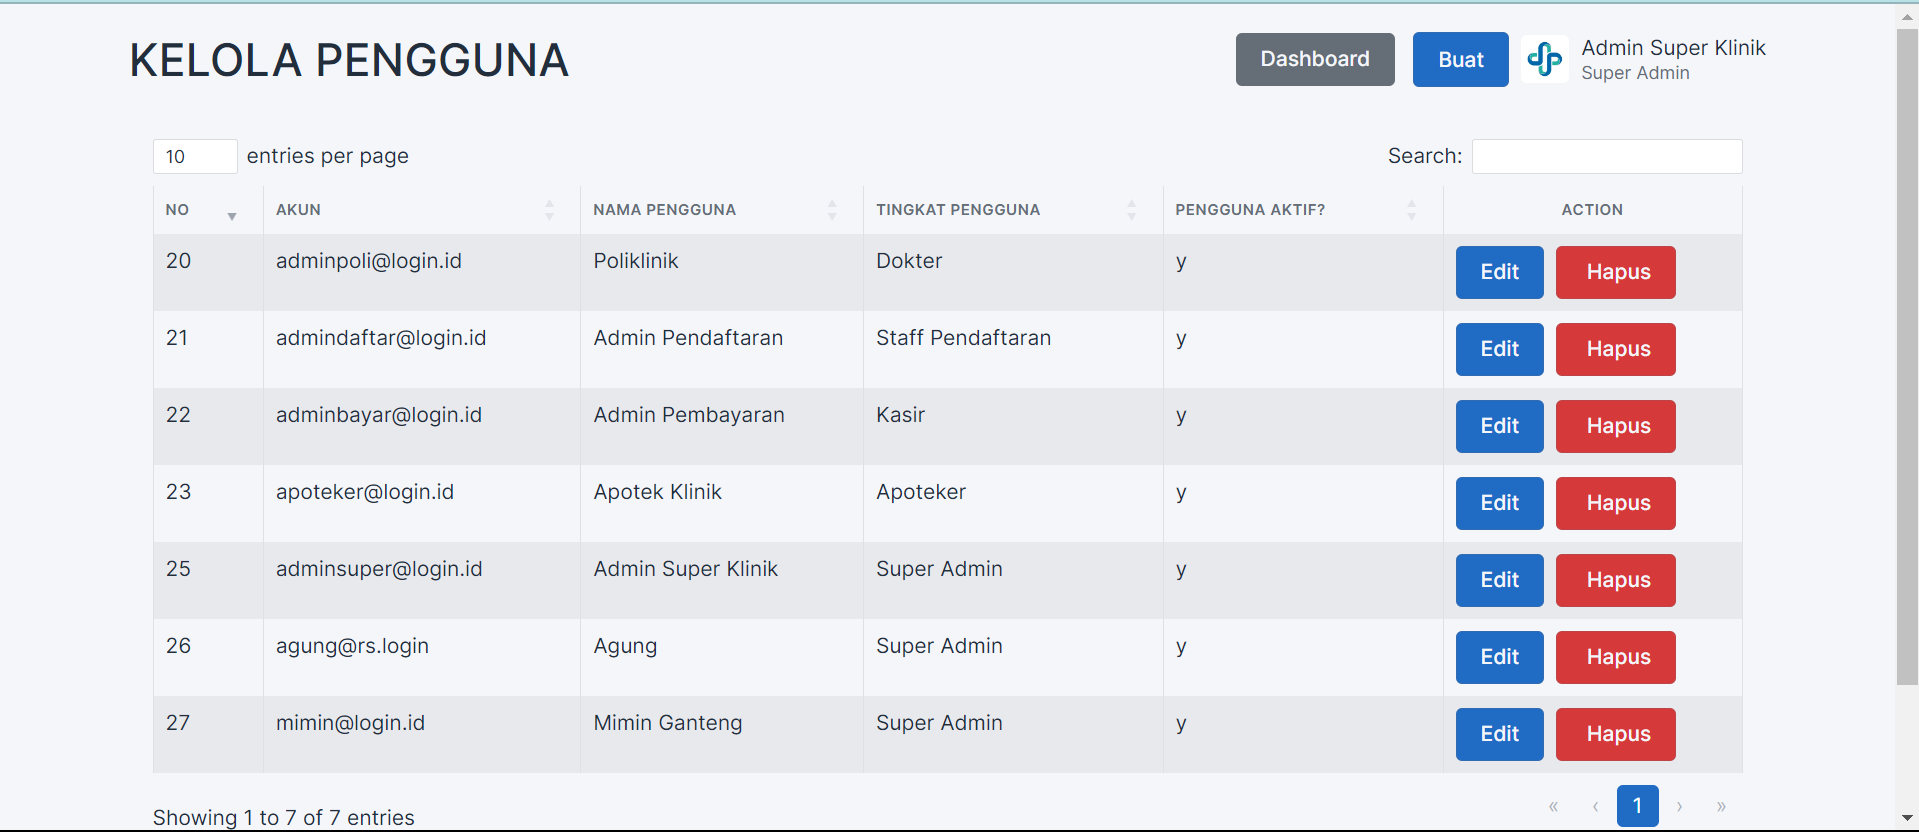 KELOLA PENGGUNA
Dashboard
Buat
Admin Super Klinik
Super Admin
10 entries per page
Search:
NO AKUN NAMA PENGGUNA TINGKAT PENGGUNA PENGGUNA AKTIF? ACTION
20 adminpoli@login.id Poliklinik Dokter y Edit Hapus
21 admindaftar@login.id Admin Pendaftaran Staff Pendaftaran y Edit Hapus
22 adminbayar@login.id Admin Pembayaran Kasir y Edit Hapus
23 apoteker@login.id Apotek Klinik Apoteker y Edit Hapus
25 adminsuper@login.id Admin Super Klinik Super Admin y Edit Hapus
26 agung@rs.login Agung Super Admin y Edit Hapus
27 mimin@login.id Mimin Ganteng Super Admin y Edit Hapus
Showing 1 to 7 of 7 entries
« ‹ 1 › »